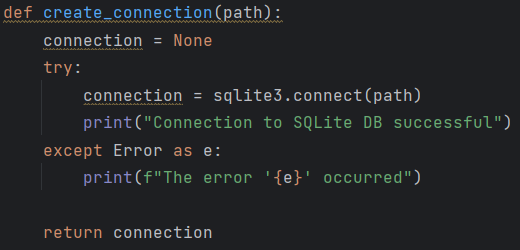 def create_connection(path):
    connection = None
    try:
        connection = sqlite3.connect(path)
        print("Connection to SQLite DB successful")
    except Error as e:
        print(f"The error '{e}' occurred")

    return connection